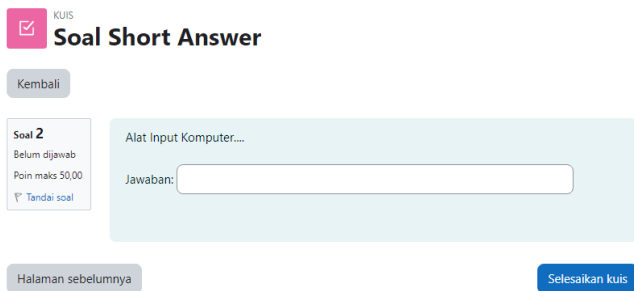 KUIS
Soal Short Answer
Kembali
Soal 2
Belum dijawab
Poin maks 50,00
Tandai soal
Alat Input Komputer....
Jawaban:
Halaman sebelumnya
Selesaikan kuis